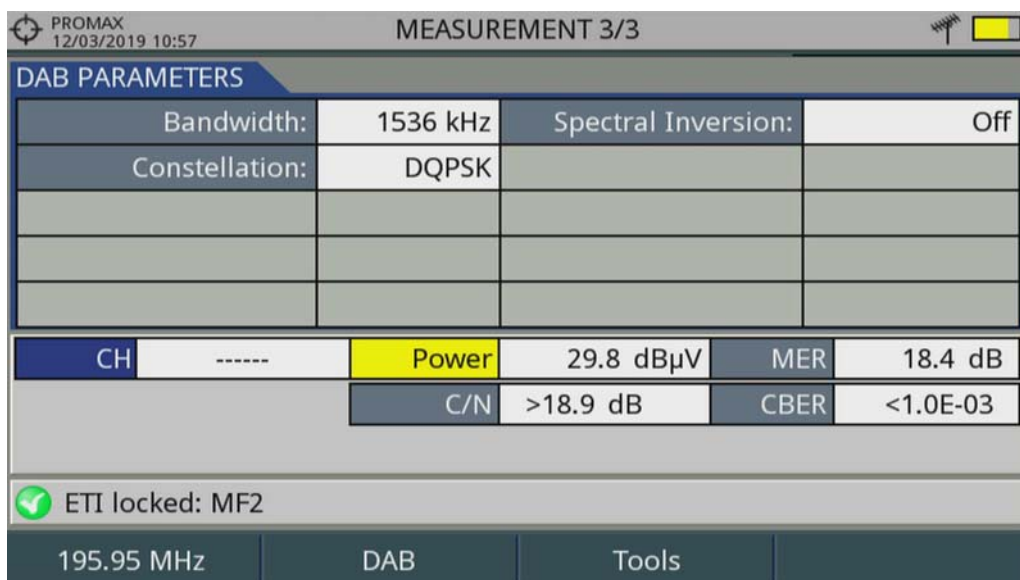 PROMAX
12/03/2019 10:57
MEASUREMENT 3/3
DAB PARAMETERS
Bandwidth: 1536 kHz Spectral Inversion: Off
Constellation: DQPSK
CH ------ Power 29.8 dBµV MER 18.4 dB
C/N >18.9 dB CBER <1.0E-03
ETI locked: MF2
195.95 MHz DAB Tools